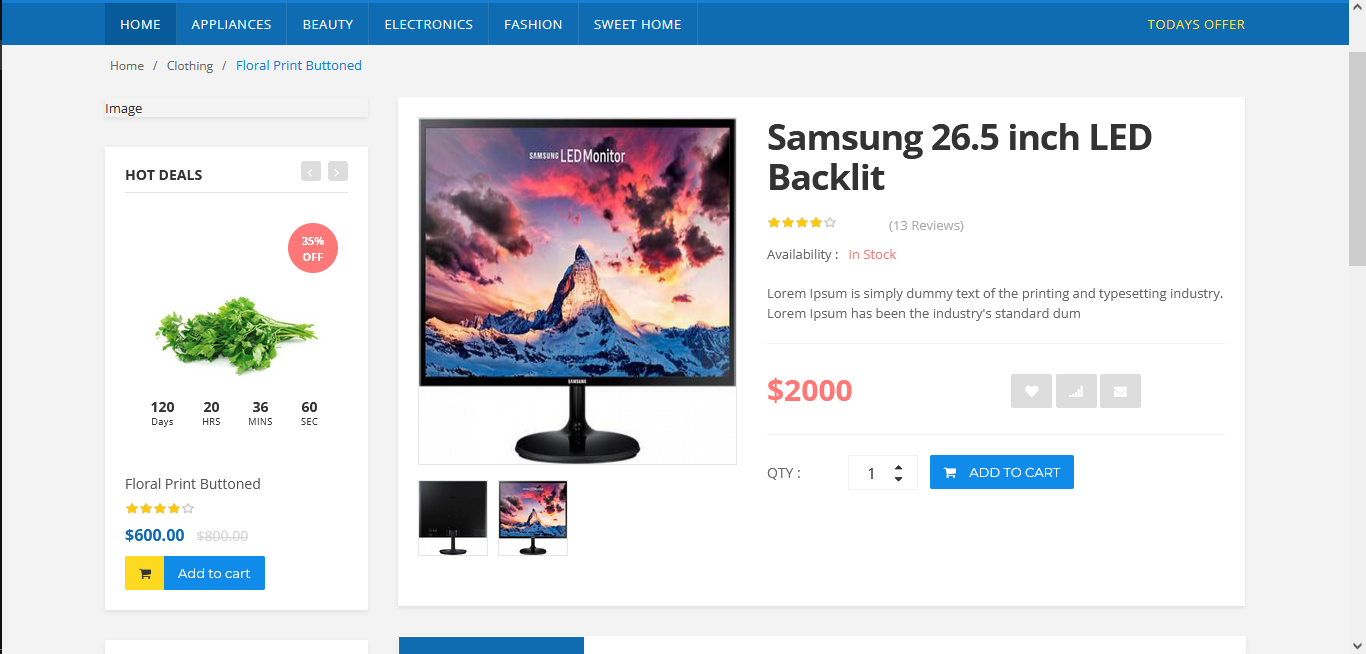 HOME APPLIANCES BEAUTY ELECTRONICS FASHION SWEET HOME TODAYS OFFER
Home / Clothing / Floral Print Buttoned
Image
HOT DEALS
35%
OFF
120 20 36 60
Days HRS MINS SEC
Floral Print Buttoned
$600.00 $800.00
Add to cart
SAMSUNG LED Monitor
SAMSUNG
Samsung 26.5 inch LED
Backlit
(13 Reviews)
Availability : In Stock
Lorem Ipsum is simply dummy text of the printing and typesetting industry.
Lorem Ipsum has been the industry's standard dum
$2000
QTY : 1 ADD TO CART